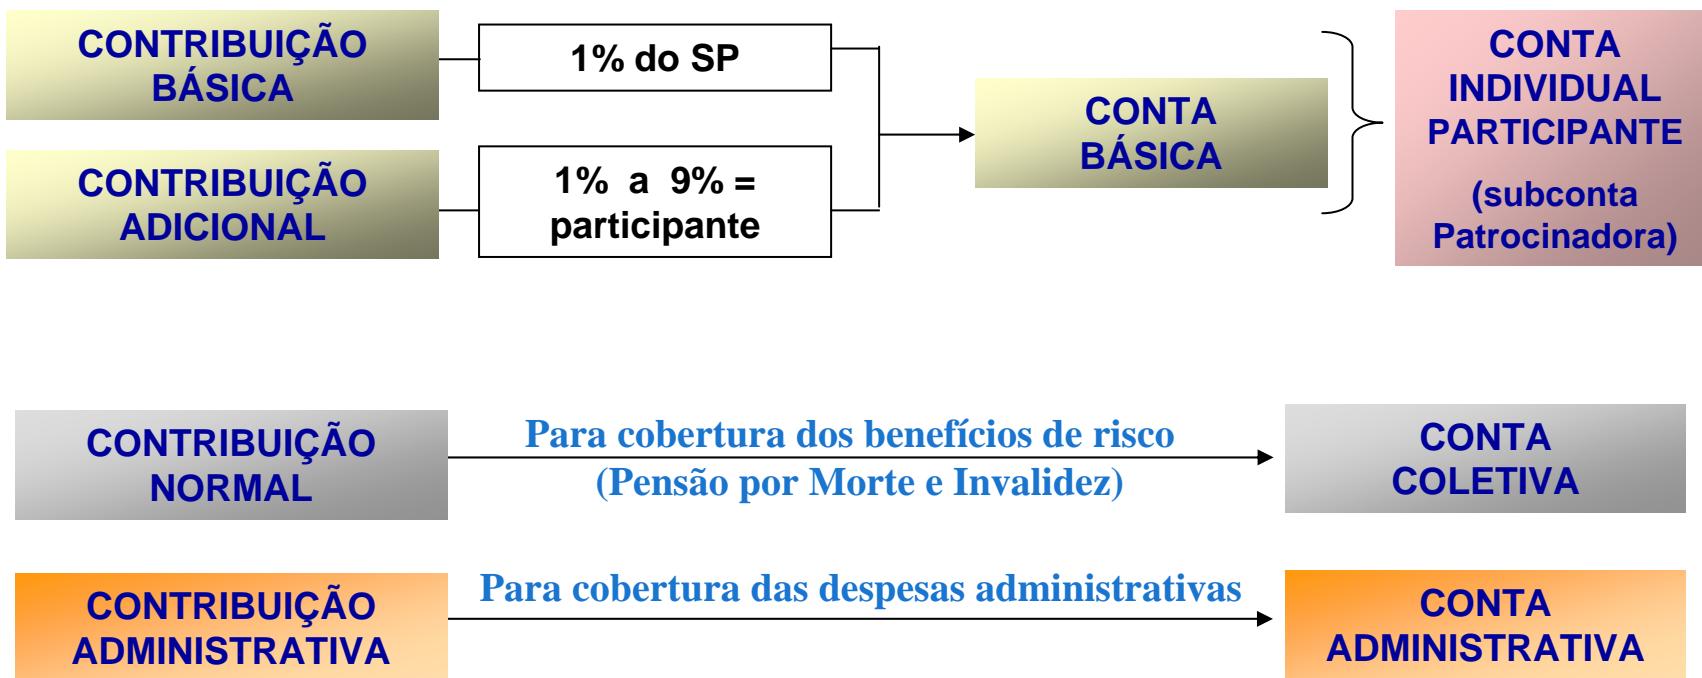 CONTRIBUIÇÃO
BÁSICA
1% do SP
CONTRIBUIÇÃO
ADICIONAL
1% a 9% =
participante
CONTA
BÁSICA
CONTA
INDIVIDUAL
PARTICIPANTE
(subconta
Patrocinadora)
CONTRIBUIÇÃO
NORMAL
Para cobertura dos benefícios de risco
(Pensão por Morte e Invalidez)
CONTA
COLETIVA
CONTRIBUIÇÃO
ADMINISTRATIVA
Para cobertura das despesas administrativas
CONTA
ADMINISTRATIVA